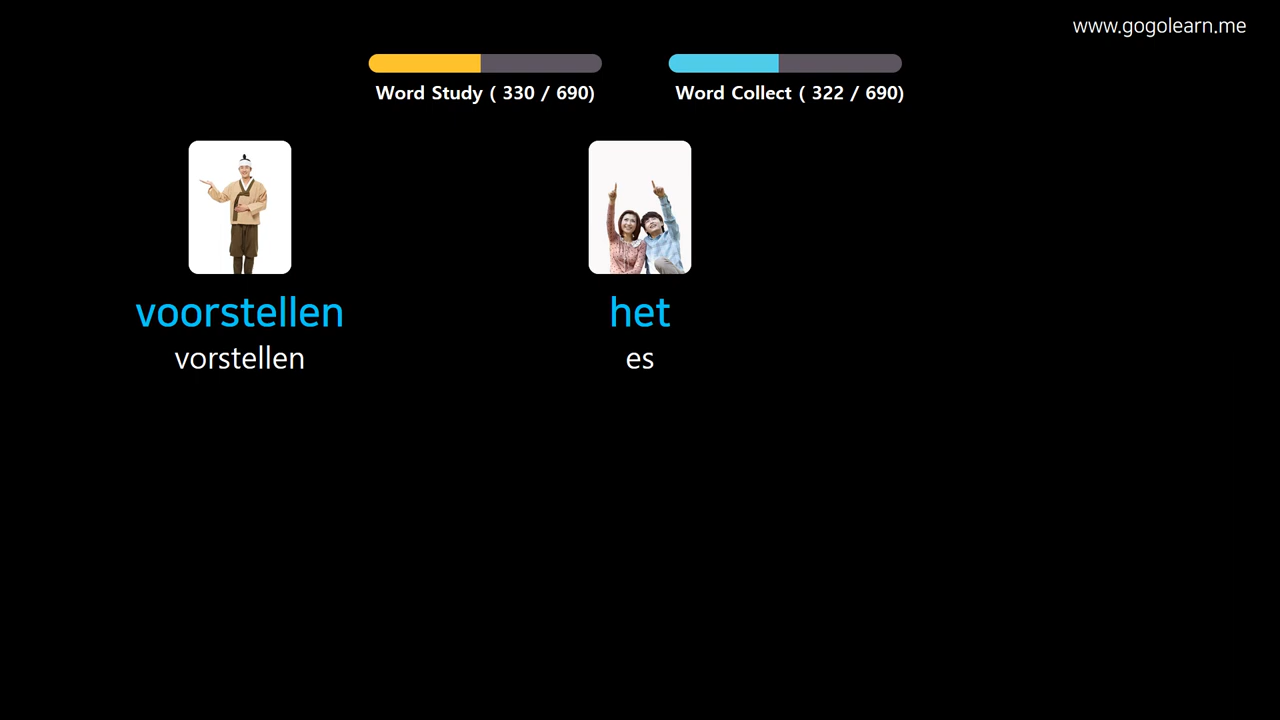 www.gogolearn.me
Word Study ( 330 / 690)
Word Collect ( 322 / 690)
voorstellen
vorstellen
het
es